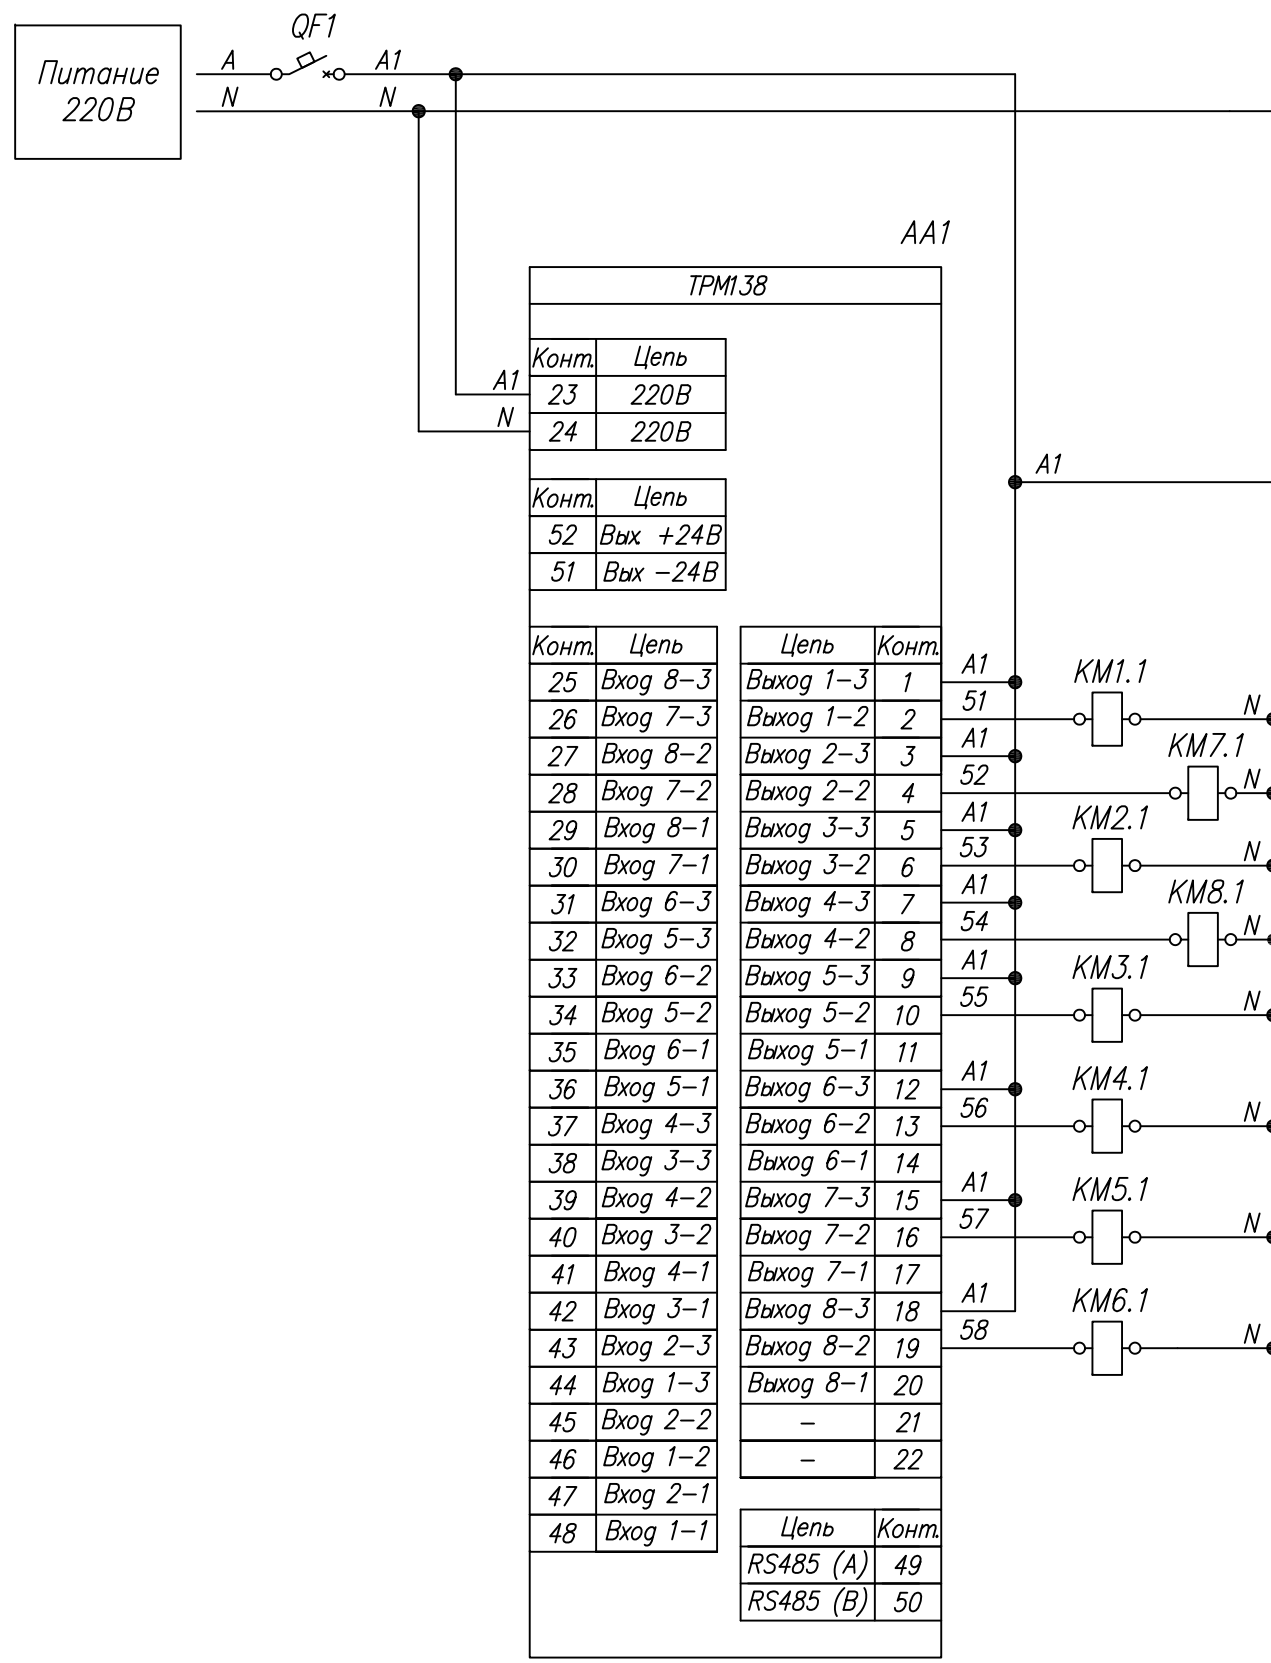 QF1
Питание
220В
A
A1
N
N
AA1
ТРМ138
Конт. Цепь
A1 23 220В
N 24 220В
A1
Конт. Цепь
52 Вых. +24В
51 Вых -24В
Конт. Цепь Цепь Конт.
25 Вход 8-3 Выход 1-3 1 A1 KM1.1
26 Вход 7-3 Выход 1-2 2 51 N
27 Вход 8-2 Выход 2-3 3 A1 KM7.1
28 Вход 7-2 Выход 2-2 4 52 N
29 Вход 8-1 Выход 3-3 5 A1 KM2.1
30 Вход 7-1 Выход 3-2 6 53 N
31 Вход 6-3 Выход 4-3 7 A1 KM8.1
32 Вход 5-3 Выход 4-2 8 54 N
33 Вход 6-2 Выход 5-3 9 A1 KM3.1
34 Вход 5-2 Выход 5-2 10 55 N
35 Вход 6-1 Выход 5-1 11
36 Вход 5-1 Выход 6-3 12 A1 KM4.1
37 Вход 4-3 Выход 6-2 13 56 N
38 Вход 3-3 Выход 6-1 14
39 Вход 4-2 Выход 7-3 15 A1 KM5.1
40 Вход 3-2 Выход 7-2 16 57 N
41 Вход 4-1 Выход 7-1 17
42 Вход 3-1 Выход 8-3 18 A1 KM6.1
43 Вход 2-3 Выход 8-2 19 58 N
44 Вход 1-3 Выход 8-1 20
45 Вход 2-2 - 21
46 Вход 1-2 - 22
47 Вход 2-1
48 Вход 1-1
Цепь Конт.
RS485 (A) 49
RS485 (B) 50